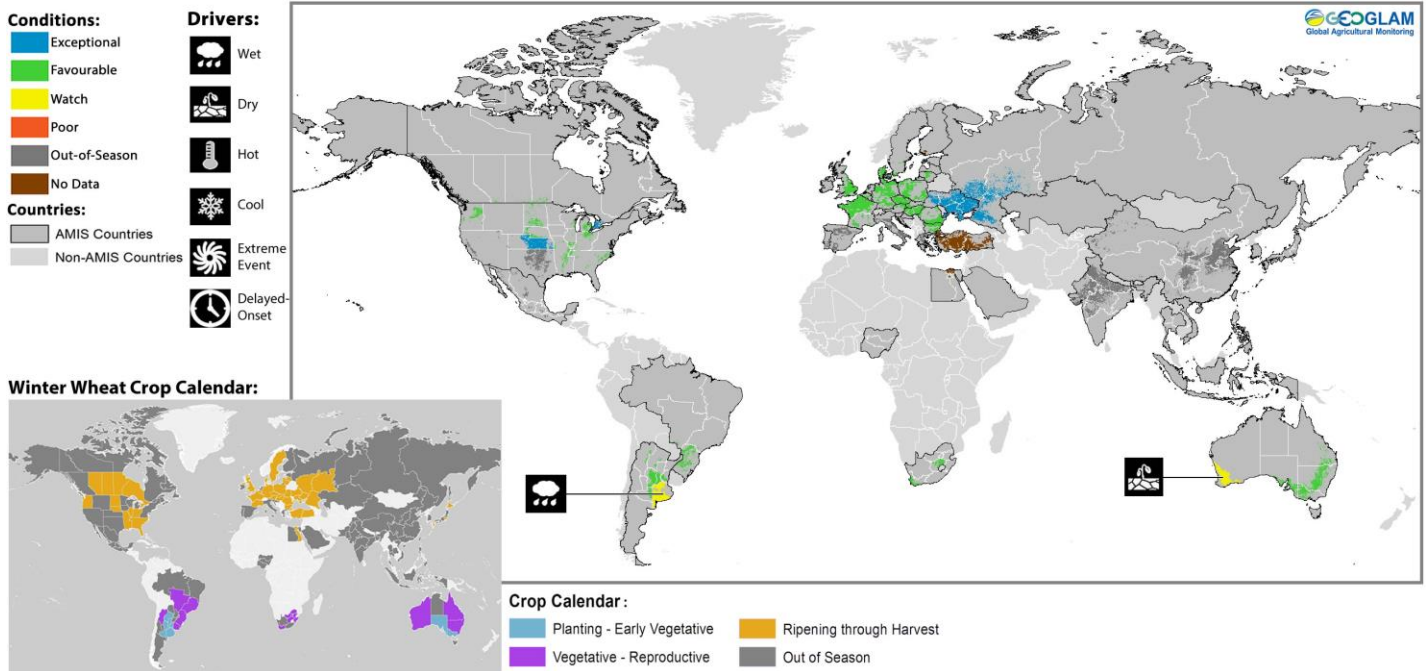 Conditions:
Exceptional
Favourable
Watch
Poor
Out-of-Season
No Data
Countries:
AMIS Countries
Non-AMIS Countries
Drivers:
Wet
Dry
Hot
Cool
Extreme
Event
Delayed-
Onset
GEOGLAM
Global Agricultural Monitoring
Winter Wheat Crop Calendar:
Crop Calendar :
Planting - Early Vegetative
Vegetative - Reproductive
Ripening through Harvest
Out of Season